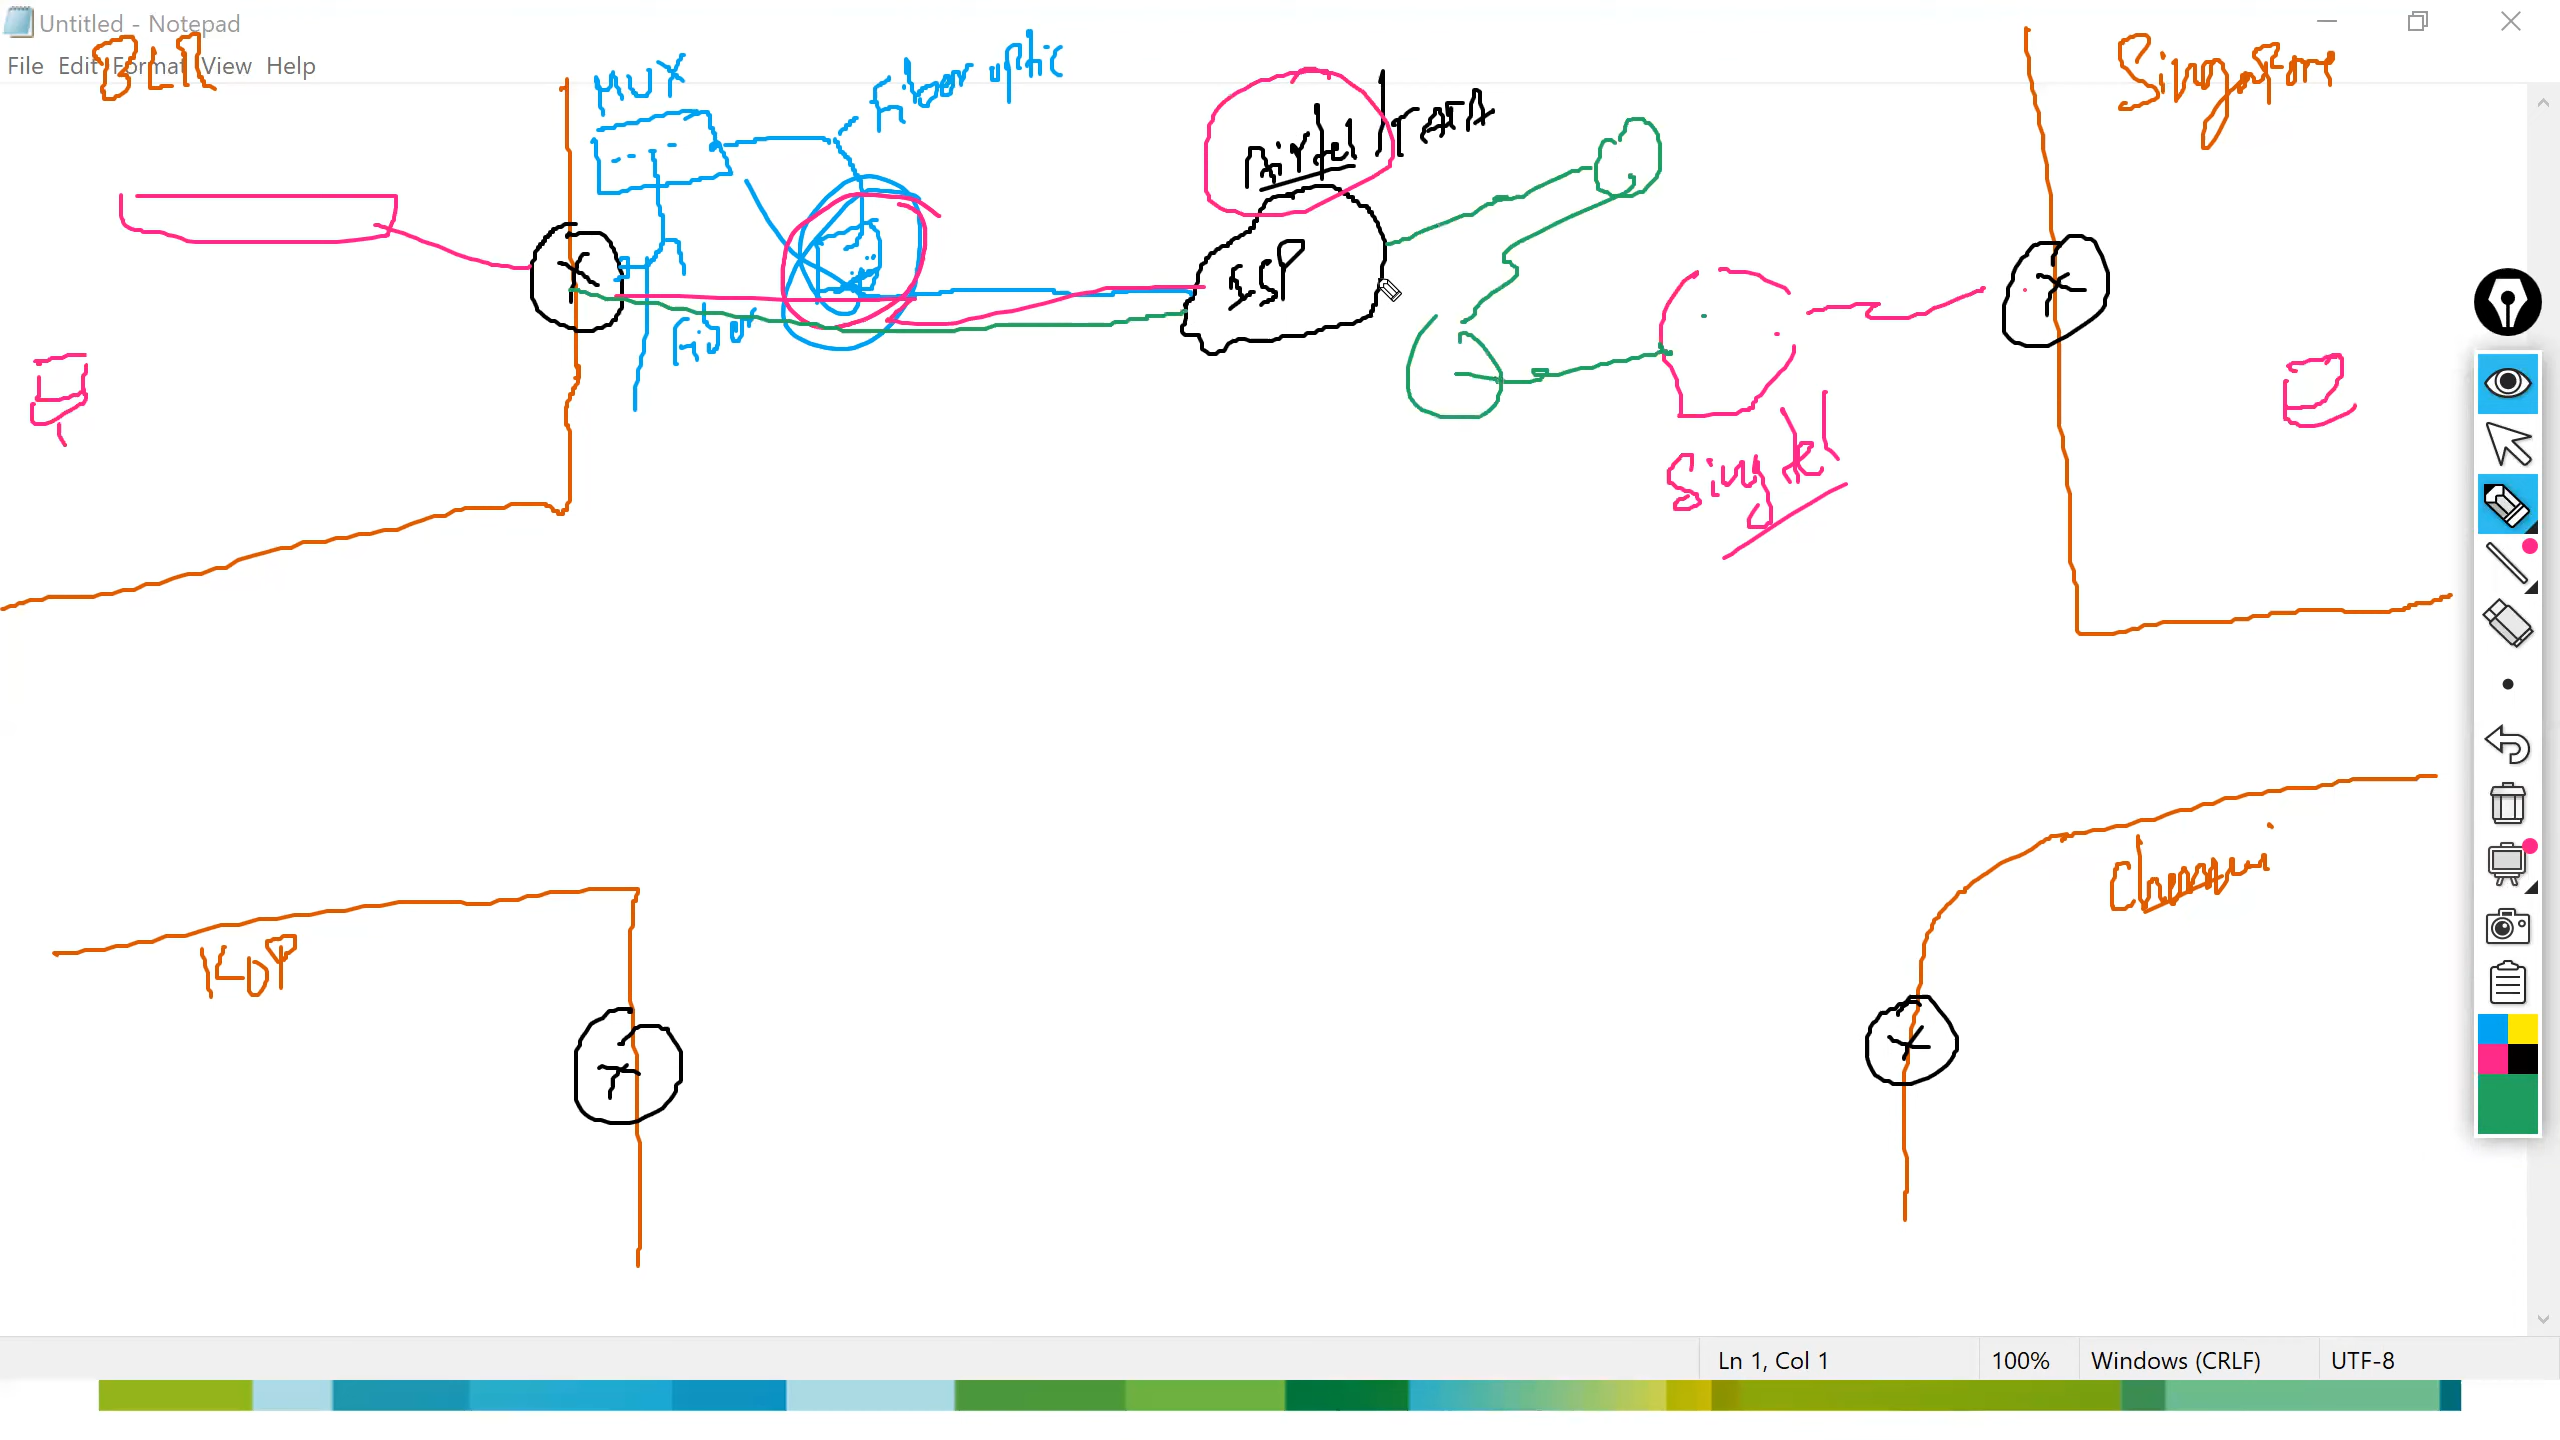 Untitled - Notepad
File Edit Format View Help
BLR
MUX
Fiber optic
Airtel
TATA
Singapore
ISP
Fiber
Singtel
KDP
Chennai
Ln 1, Col 1
100%
Windows (CRLF)
UTF-8